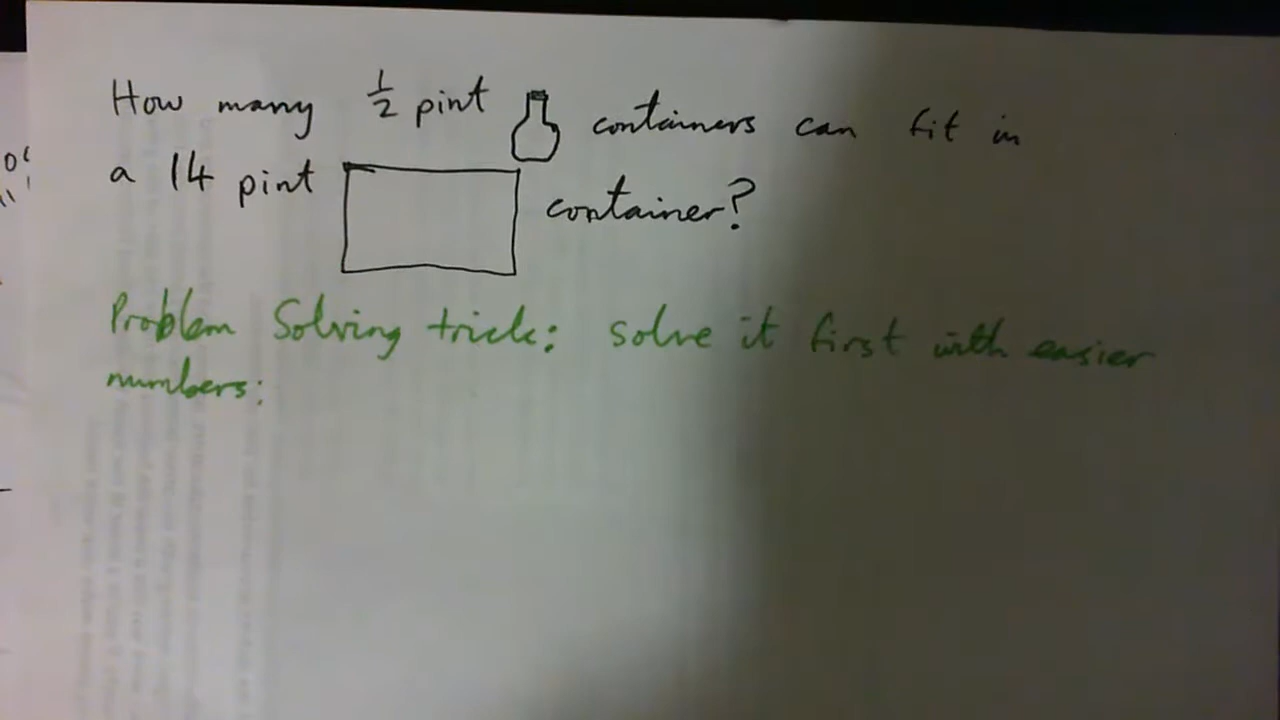 How many ½ pint containers can fit in
a 14 pint container?
Problem Solving trick: solve it first with easier
numbers: